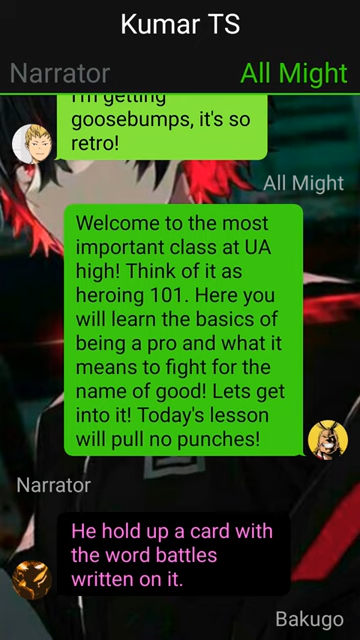 Kumar TS
Narrator
All Might
I'm getting
goosebumps, it's so
retro!
All Might
Welcome to the most
important class at UA
high! Think of it as
heroing 101. Here you
will learn the basics of
being a pro and what it
means to fight for the
name of good! Lets get
into it! Today's lesson
will pull no punches!
Narrator
He hold up a card with
the word battles
written on it.
Bakugo